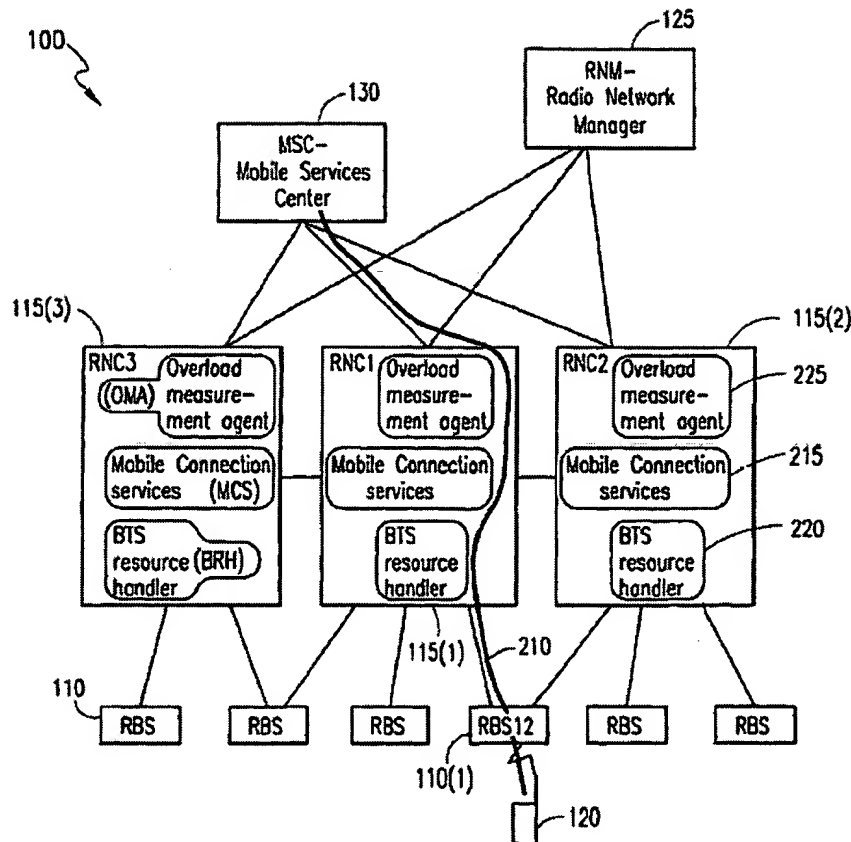 100
125
RNM-
Radio Network
Manager
130
MSC-
Mobile Services
Center
115(3)
115(2)
RNC3
Overload
measure-
ment agent
((OMA)
Mobile Connection
services (MCS)
BTS
resource
handler
(BRH)
RNC1
Overload
measure-
ment agent
Mobile Connection
services
BTS
resource
handler
RNC2
Overload
measure-
ment agent
Mobile Connection
services
BTS
resource
handler
225
215
220
115(1)
210
110
RBS
RBS
RBS
RBS12
RBS
RBS
110(1)
120